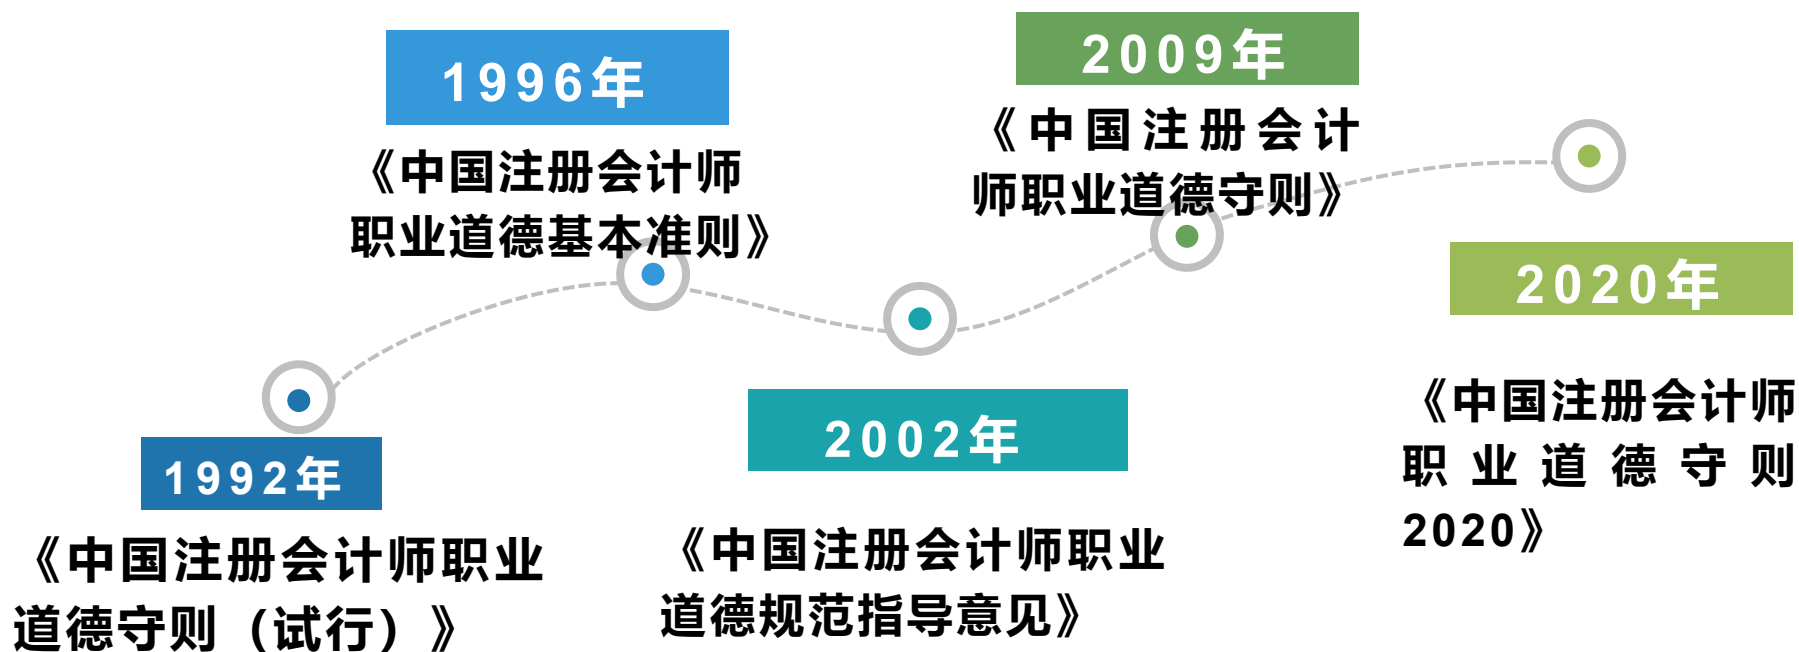 1992年
《中国注册会计师职业
道德守则（试行）》
1996年
《中国注册会计师
职业道德基本准则》
2002年
《中国注册会计师职业
道德规范指导意见》
2009年
《中国注册会计
师职业道德守则》
2020年
《中国注册会计师
职业道德守则
2020》